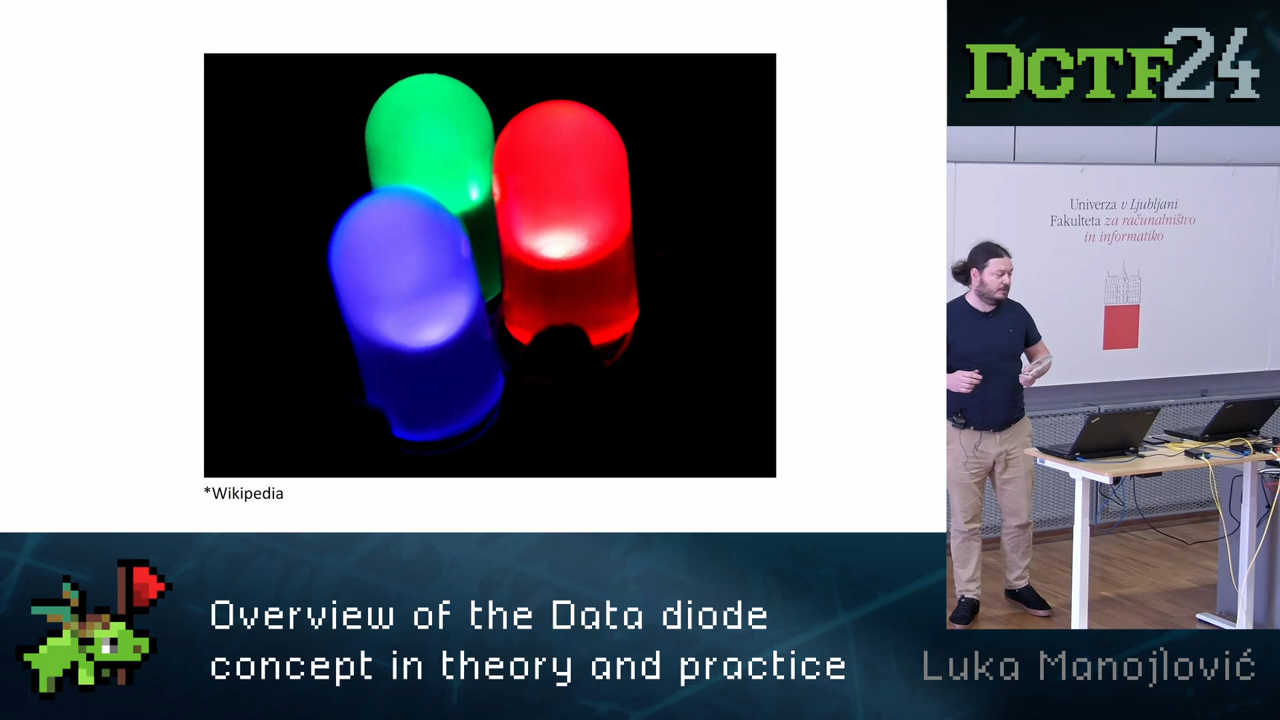 DCTF24
Univerza v Ljubljani
Fakulteta za računalništvo
in informatiko
*Wikipedia
Overview of the Data diode
concept in theory and practice
Luka Manojlović